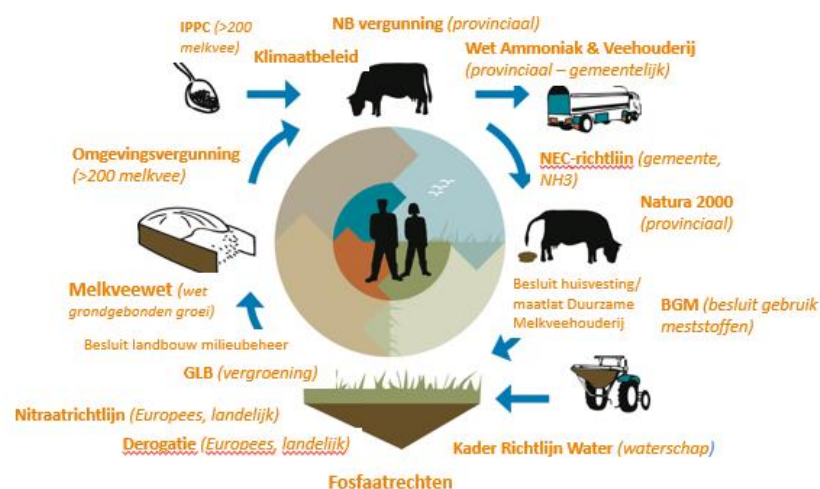 IPPC (>200
melkvee)
NB vergunning (provinciaal)
Klimaatbeleid
Wet Ammoniak & Veehouderij
(provinciaal – gemeentelijk)
Omgevingsvergunning
(>200 melkvee)
NEC-richtlijn (gemeente,
NH3)
Natura 2000
(provinciaal)
Melkveewet (wet
grondgebonden groei)
Besluit huisvesting/
maatlat Duurzame
Melkveehouderij
BGM (besluit gebruik
meststoffen)
Besluit landbouw milieubeheer
GLB (vergroening)
Nitraatrichtlijn (Europees, landelijk)
Derogatie (Europees, landelijk)
Kader Richtlijn Water (waterschap)
Fosfaatrechten